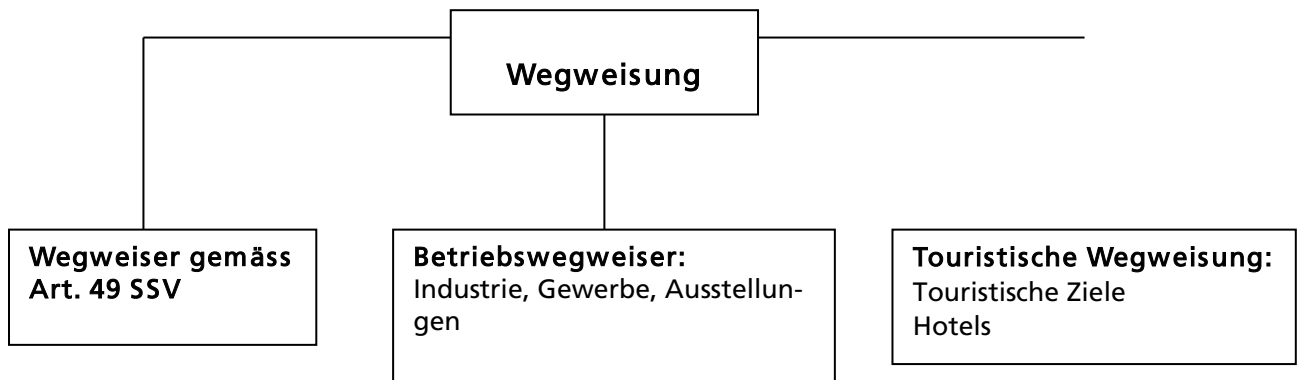 Wegweisung
Wegweiser gemäss
Art. 49 SSV
Betriebswegweiser:
Industrie, Gewerbe, Ausstellun-
gen
Touristische Wegweisung:
Touristische Ziele
Hotels